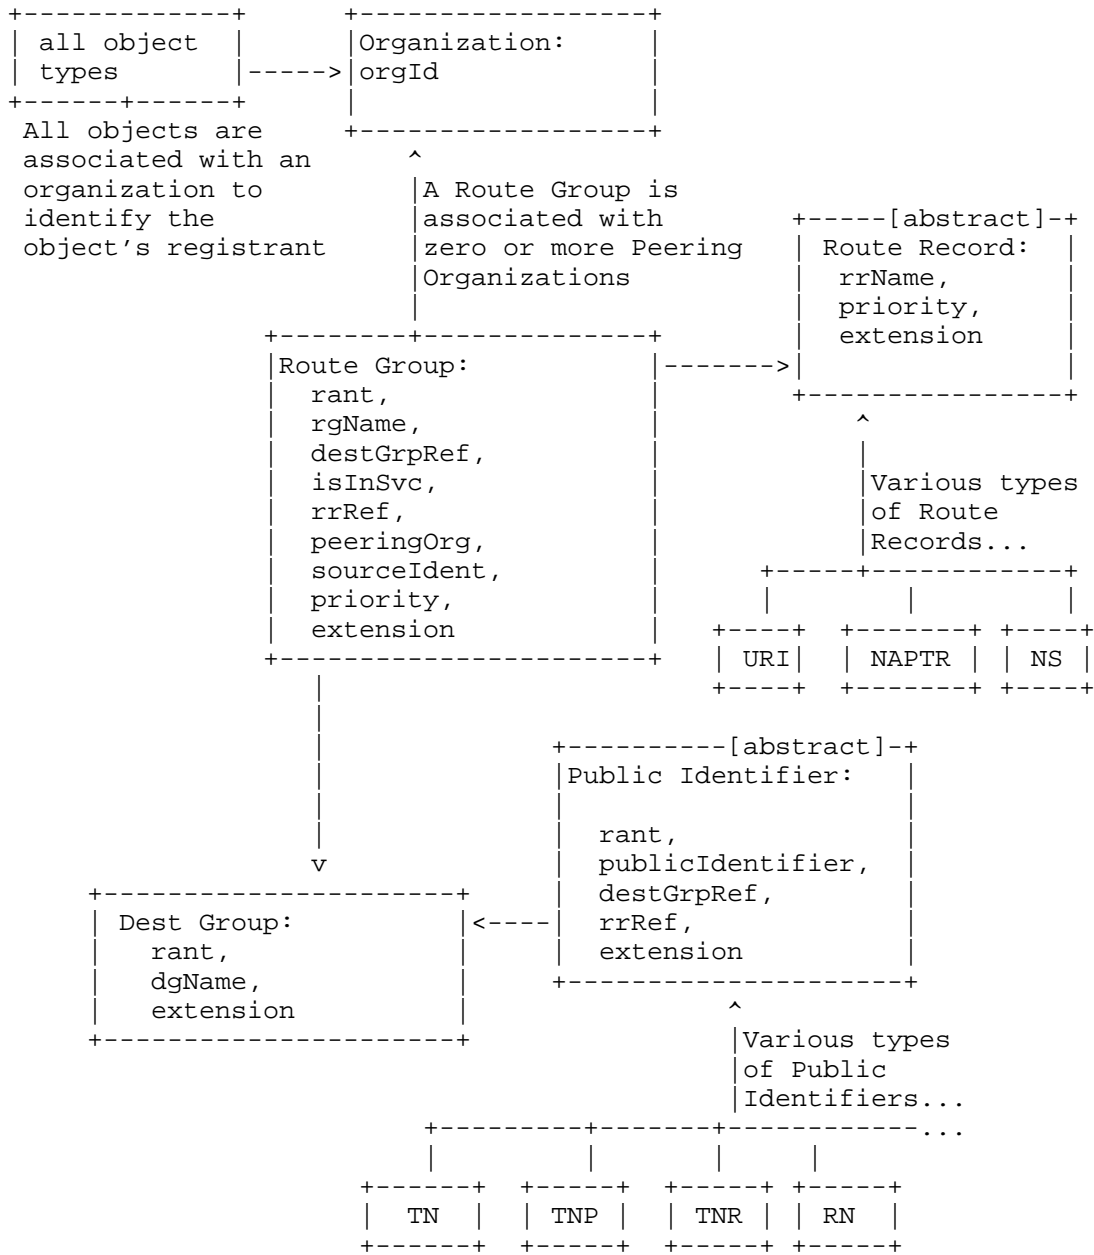 all object
types
Organization:
orgId
All objects are
associated with an
organization to
identify the
object's registrant
A Route Group is
associated with
zero or more Peering
Organizations
[abstract]
Route Record:
rrName,
priority,
extension
Route Group:
rant,
rgName,
destGrpRef,
isInSvc,
rrRef,
peeringOrg,
sourceIdent,
priority,
extension
Various types
of Route
Records...
URI
NAPTR
NS
[abstract]
Public Identifier:
rant,
publicIdentifier,
destGrpRef,
rrRef,
extension
Dest Group:
rant,
dgName,
extension
Various types
of Public
Identifiers...
...
TN
TNP
TNR
RN